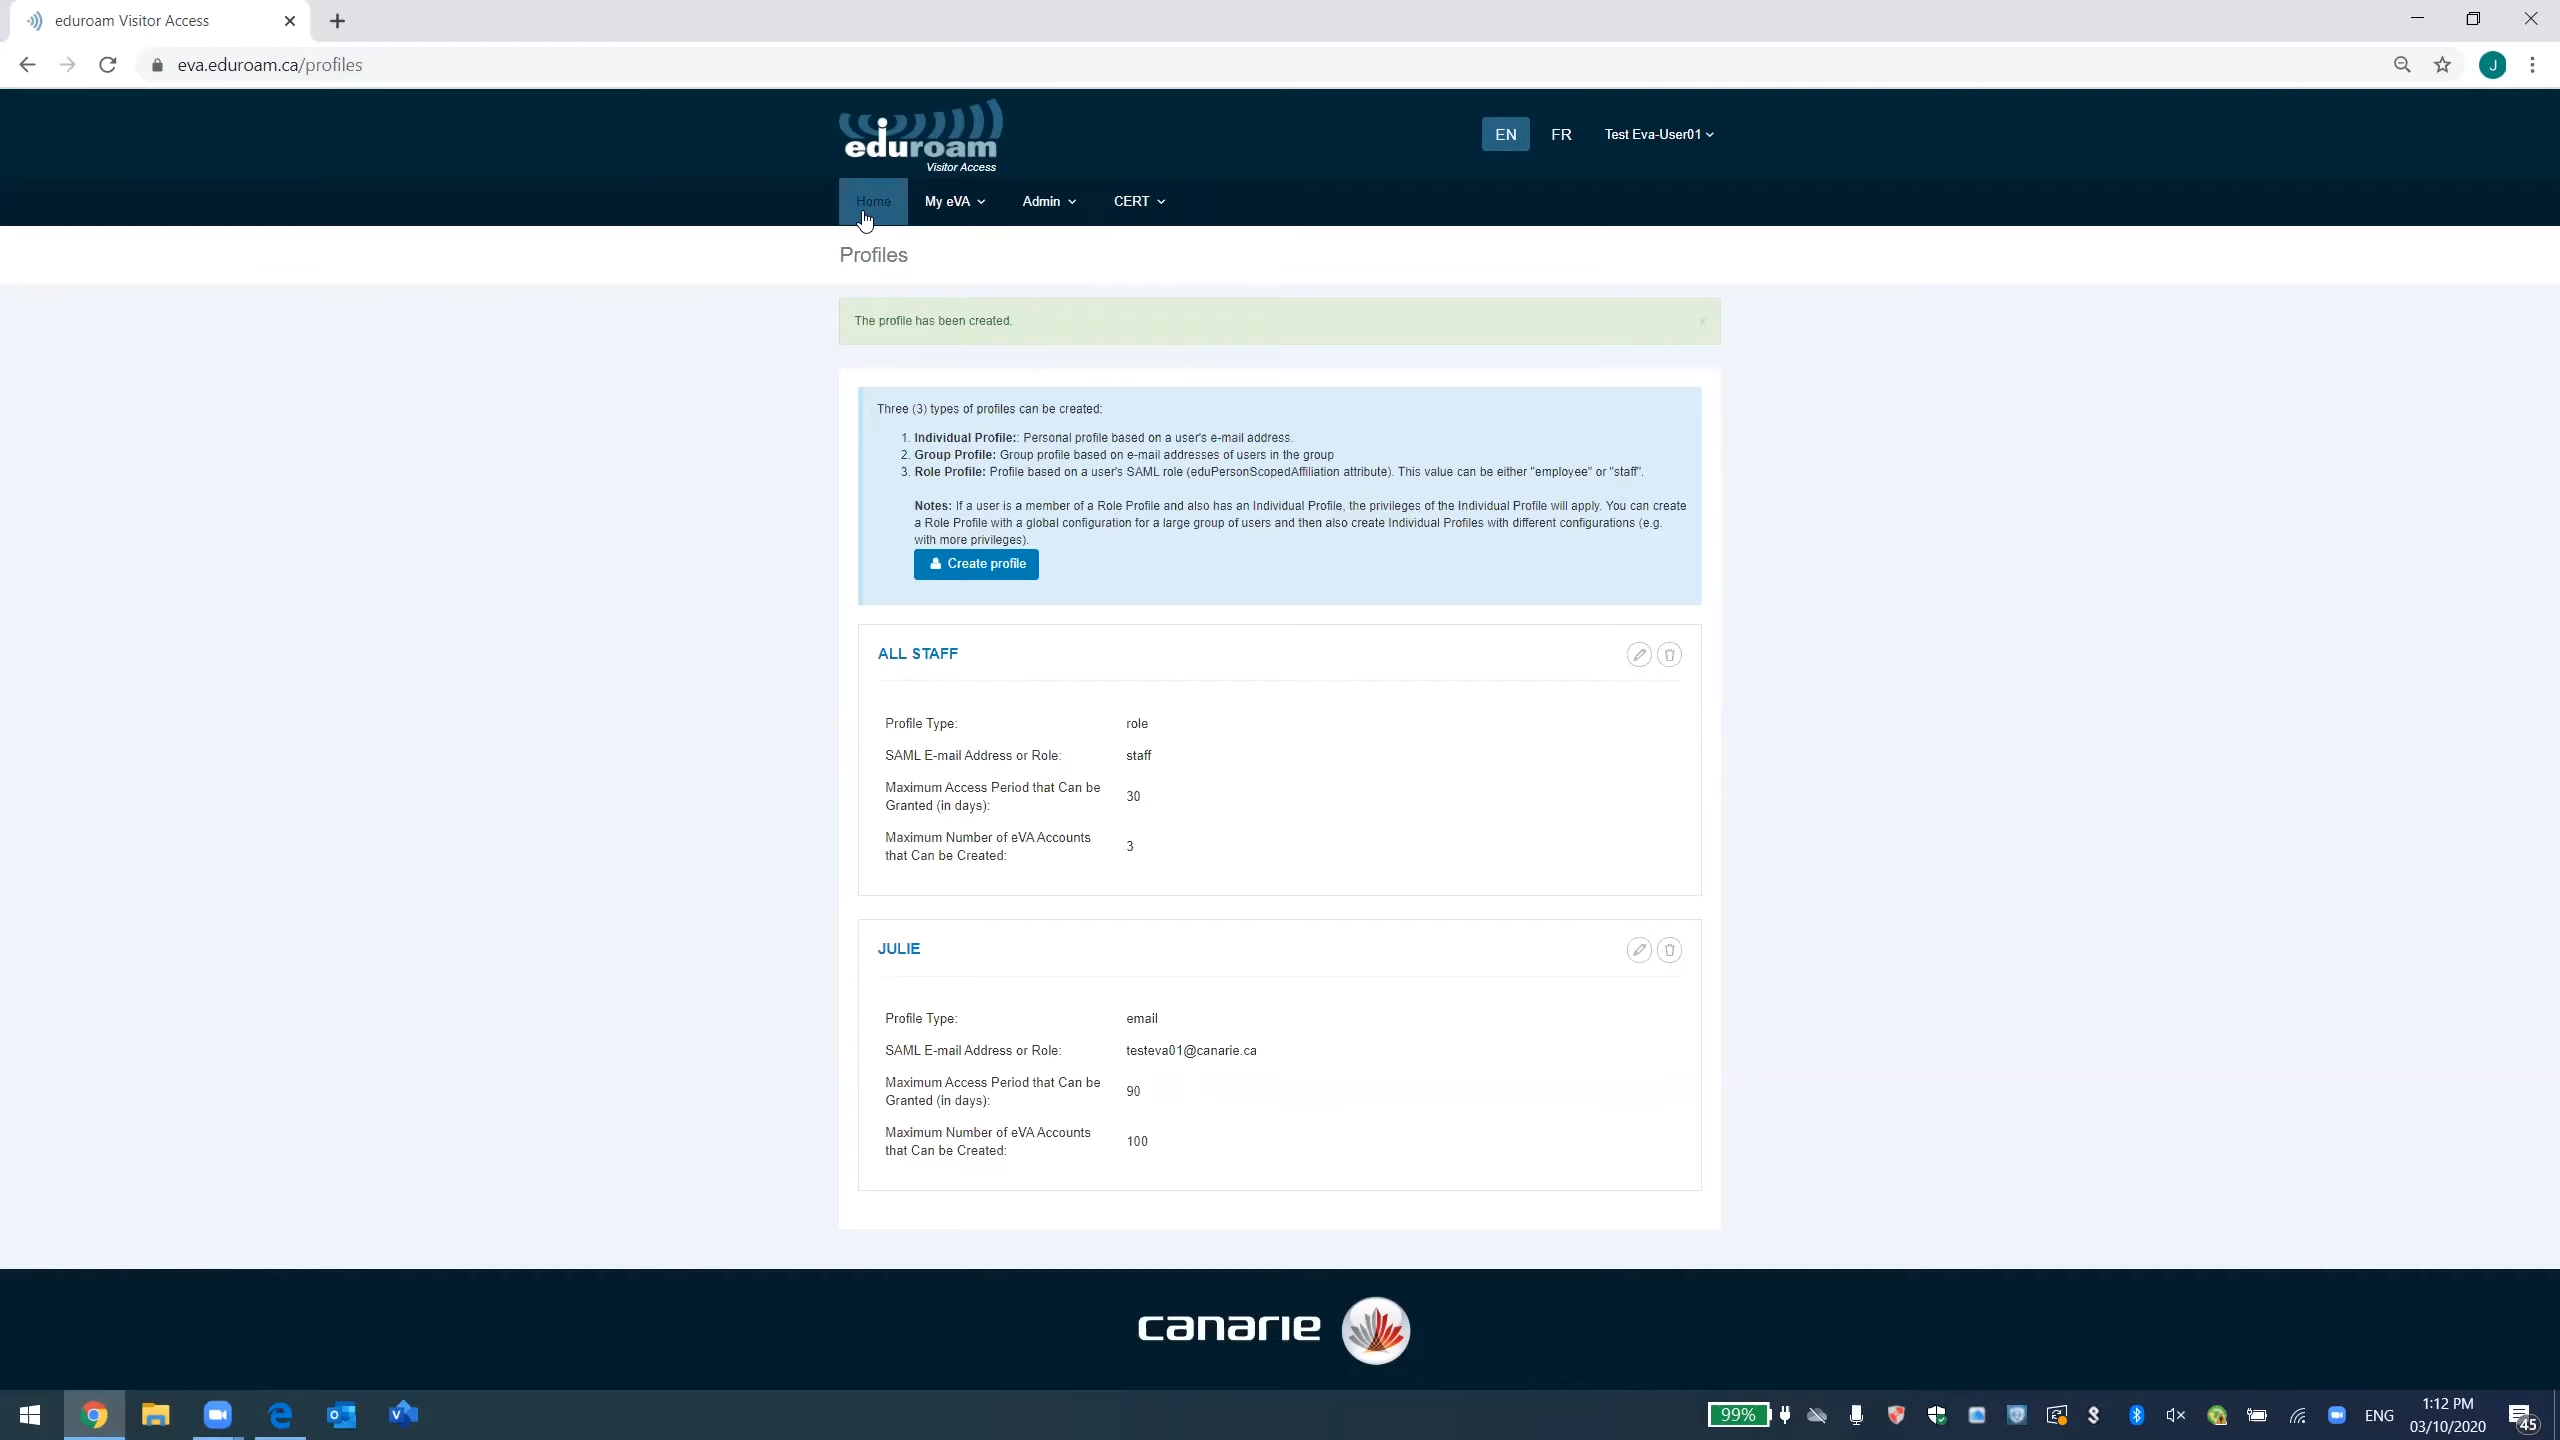 eduroam Visitor Access
eva.eduroam.ca/profiles
J
eduroam
Visitor Access
EN FR Test Eva-User01
Home My eVA Admin CERT
Profiles
The profile has been created.
x
Three (3) types of profiles can be created:
1. Individual Profile:: Personal profile based on a user's e-mail address.
2. Group Profile: Group profile based on e-mail addresses of users in the group
3. Role Profile: Profile based on a user's SAML role (eduPersonScopedAffiliation attribute). This value can be either "employee" or "staff".
Notes: If a user is a member of a Role Profile and also has an Individual Profile, the privileges of the Individual Profile will apply. You can create
a Role Profile with a global configuration for a large group of users and then also create Individual Profiles with different configurations (e.g.
with more privileges).
Create profile
ALL STAFF
Profile Type: role
SAML E-mail Address or Role: staff
Maximum Access Period that Can be
Granted (in days): 30
Maximum Number of eVA Accounts
that Can be Created: 3
JULIE
Profile Type: email
SAML E-mail Address or Role: testeva01@canarie.ca
Maximum Access Period that Can be
Granted (in days): 90
Maximum Number of eVA Accounts
that Can be Created: 100
canarie
99%
ENG
1:12 PM
03/10/2020
45